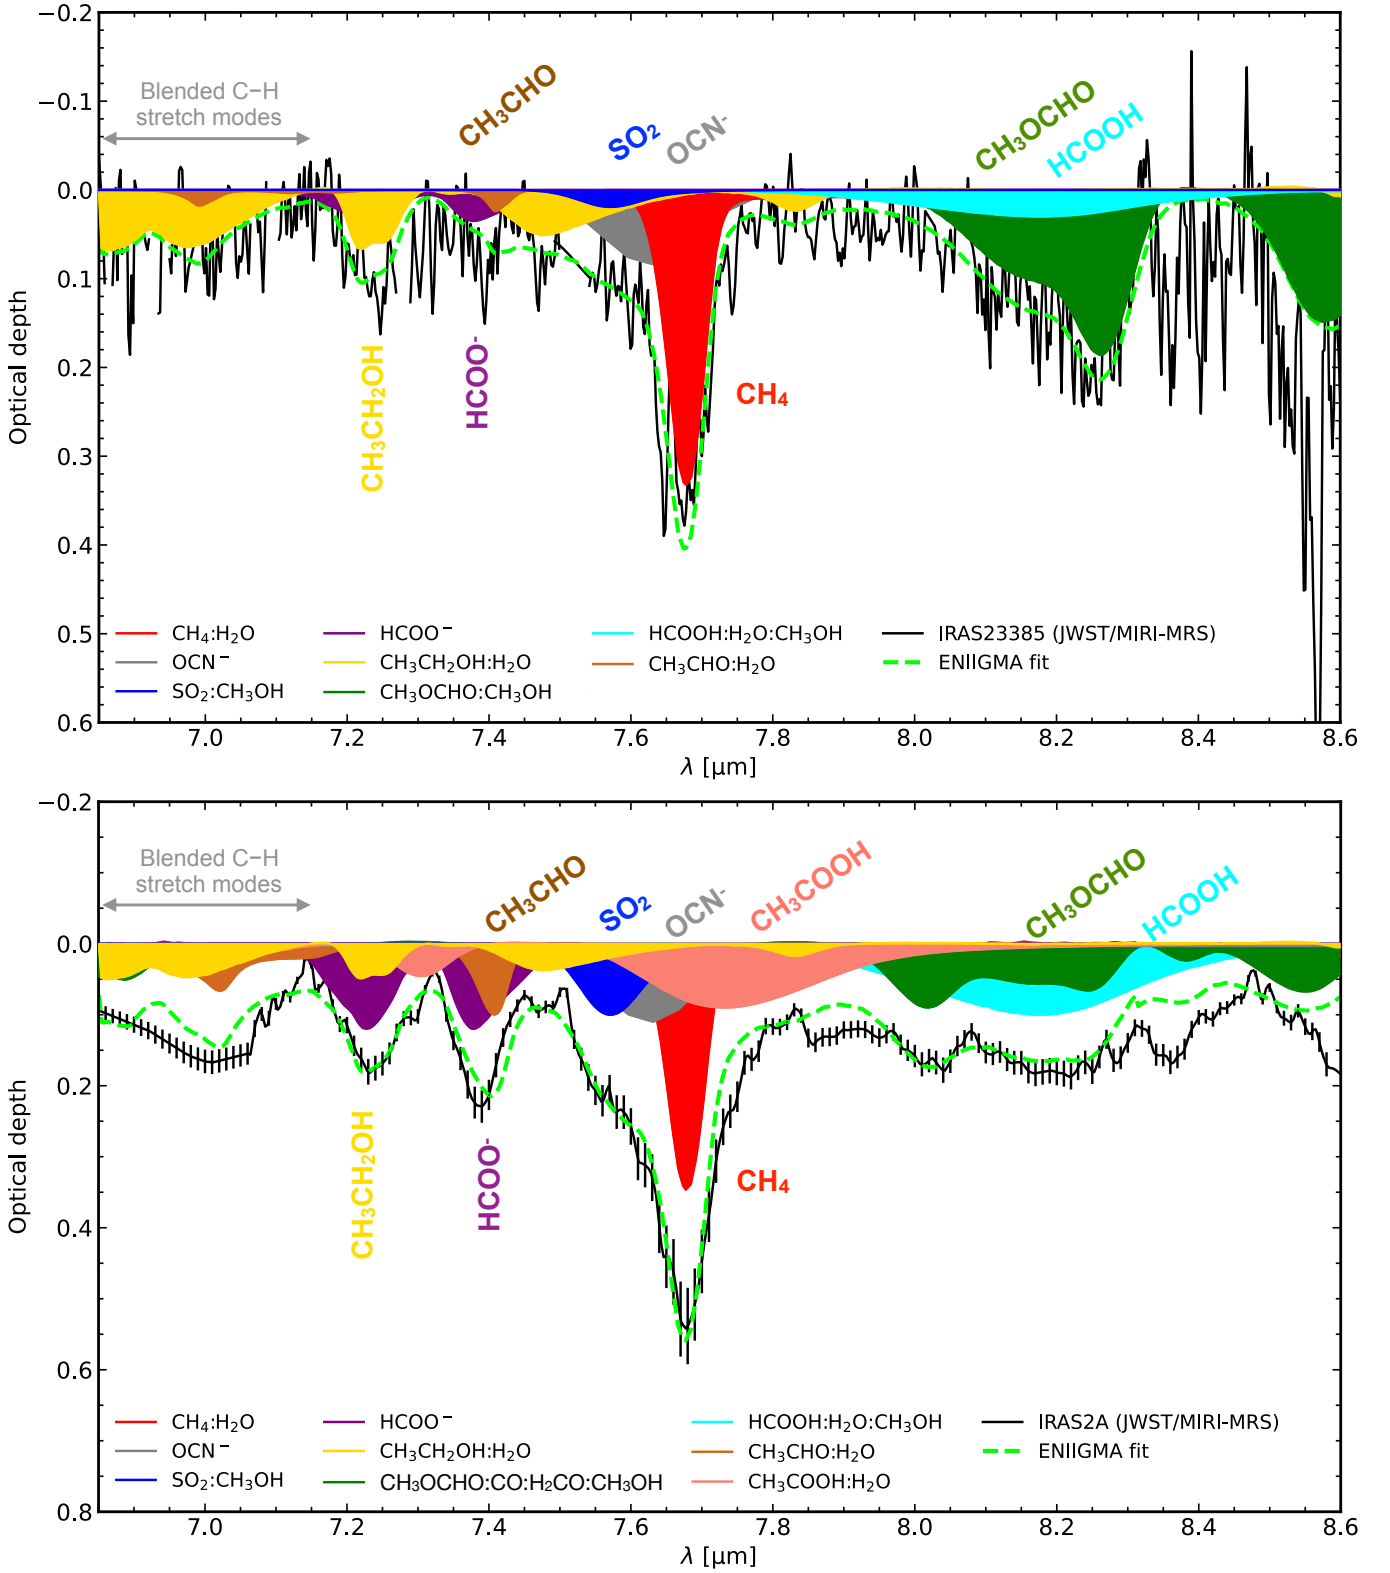 −0.2
−0.1
0.0
0.1
0.2
0.3
0.4
0.5
0.6
Optical depth
Blended C−H
stretch modes
CH₃CHO
SO₂
OCN⁻
CH₃OCHO
HCOOH
CH₃CH₂OH
HCOO⁻
CH₄
CH₄:H₂O
OCN⁻
SO₂:CH₃OH
HCOO⁻
CH₃CH₂OH:H₂O
CH₃OCHO:CH₃OH
HCOOH:H₂O:CH₃OH
CH₃CHO:H₂O
IRAS23385 (JWST/MIRI-MRS)
ENIIGMA fit
7.0 7.2 7.4 7.6 7.8 8.0 8.2 8.4 8.6
λ [μm]
−0.2
0.0
0.2
0.4
0.6
0.8
Optical depth
Blended C−H
stretch modes
CH₃CHO
SO₂
OCN⁻
CH₃COOH
CH₃OCHO
HCOOH
CH₃CH₂OH
HCOO⁻
CH₄
CH₄:H₂O
OCN⁻
SO₂:CH₃OH
HCOO⁻
CH₃CH₂OH:H₂O
CH₃OCHO:CO:H₂CO:CH₃OH
HCOOH:H₂O:CH₃OH
CH₃CHO:H₂O
CH₃COOH:H₂O
IRAS2A (JWST/MIRI-MRS)
ENIIGMA fit
7.0 7.2 7.4 7.6 7.8 8.0 8.2 8.4 8.6
λ [μm]